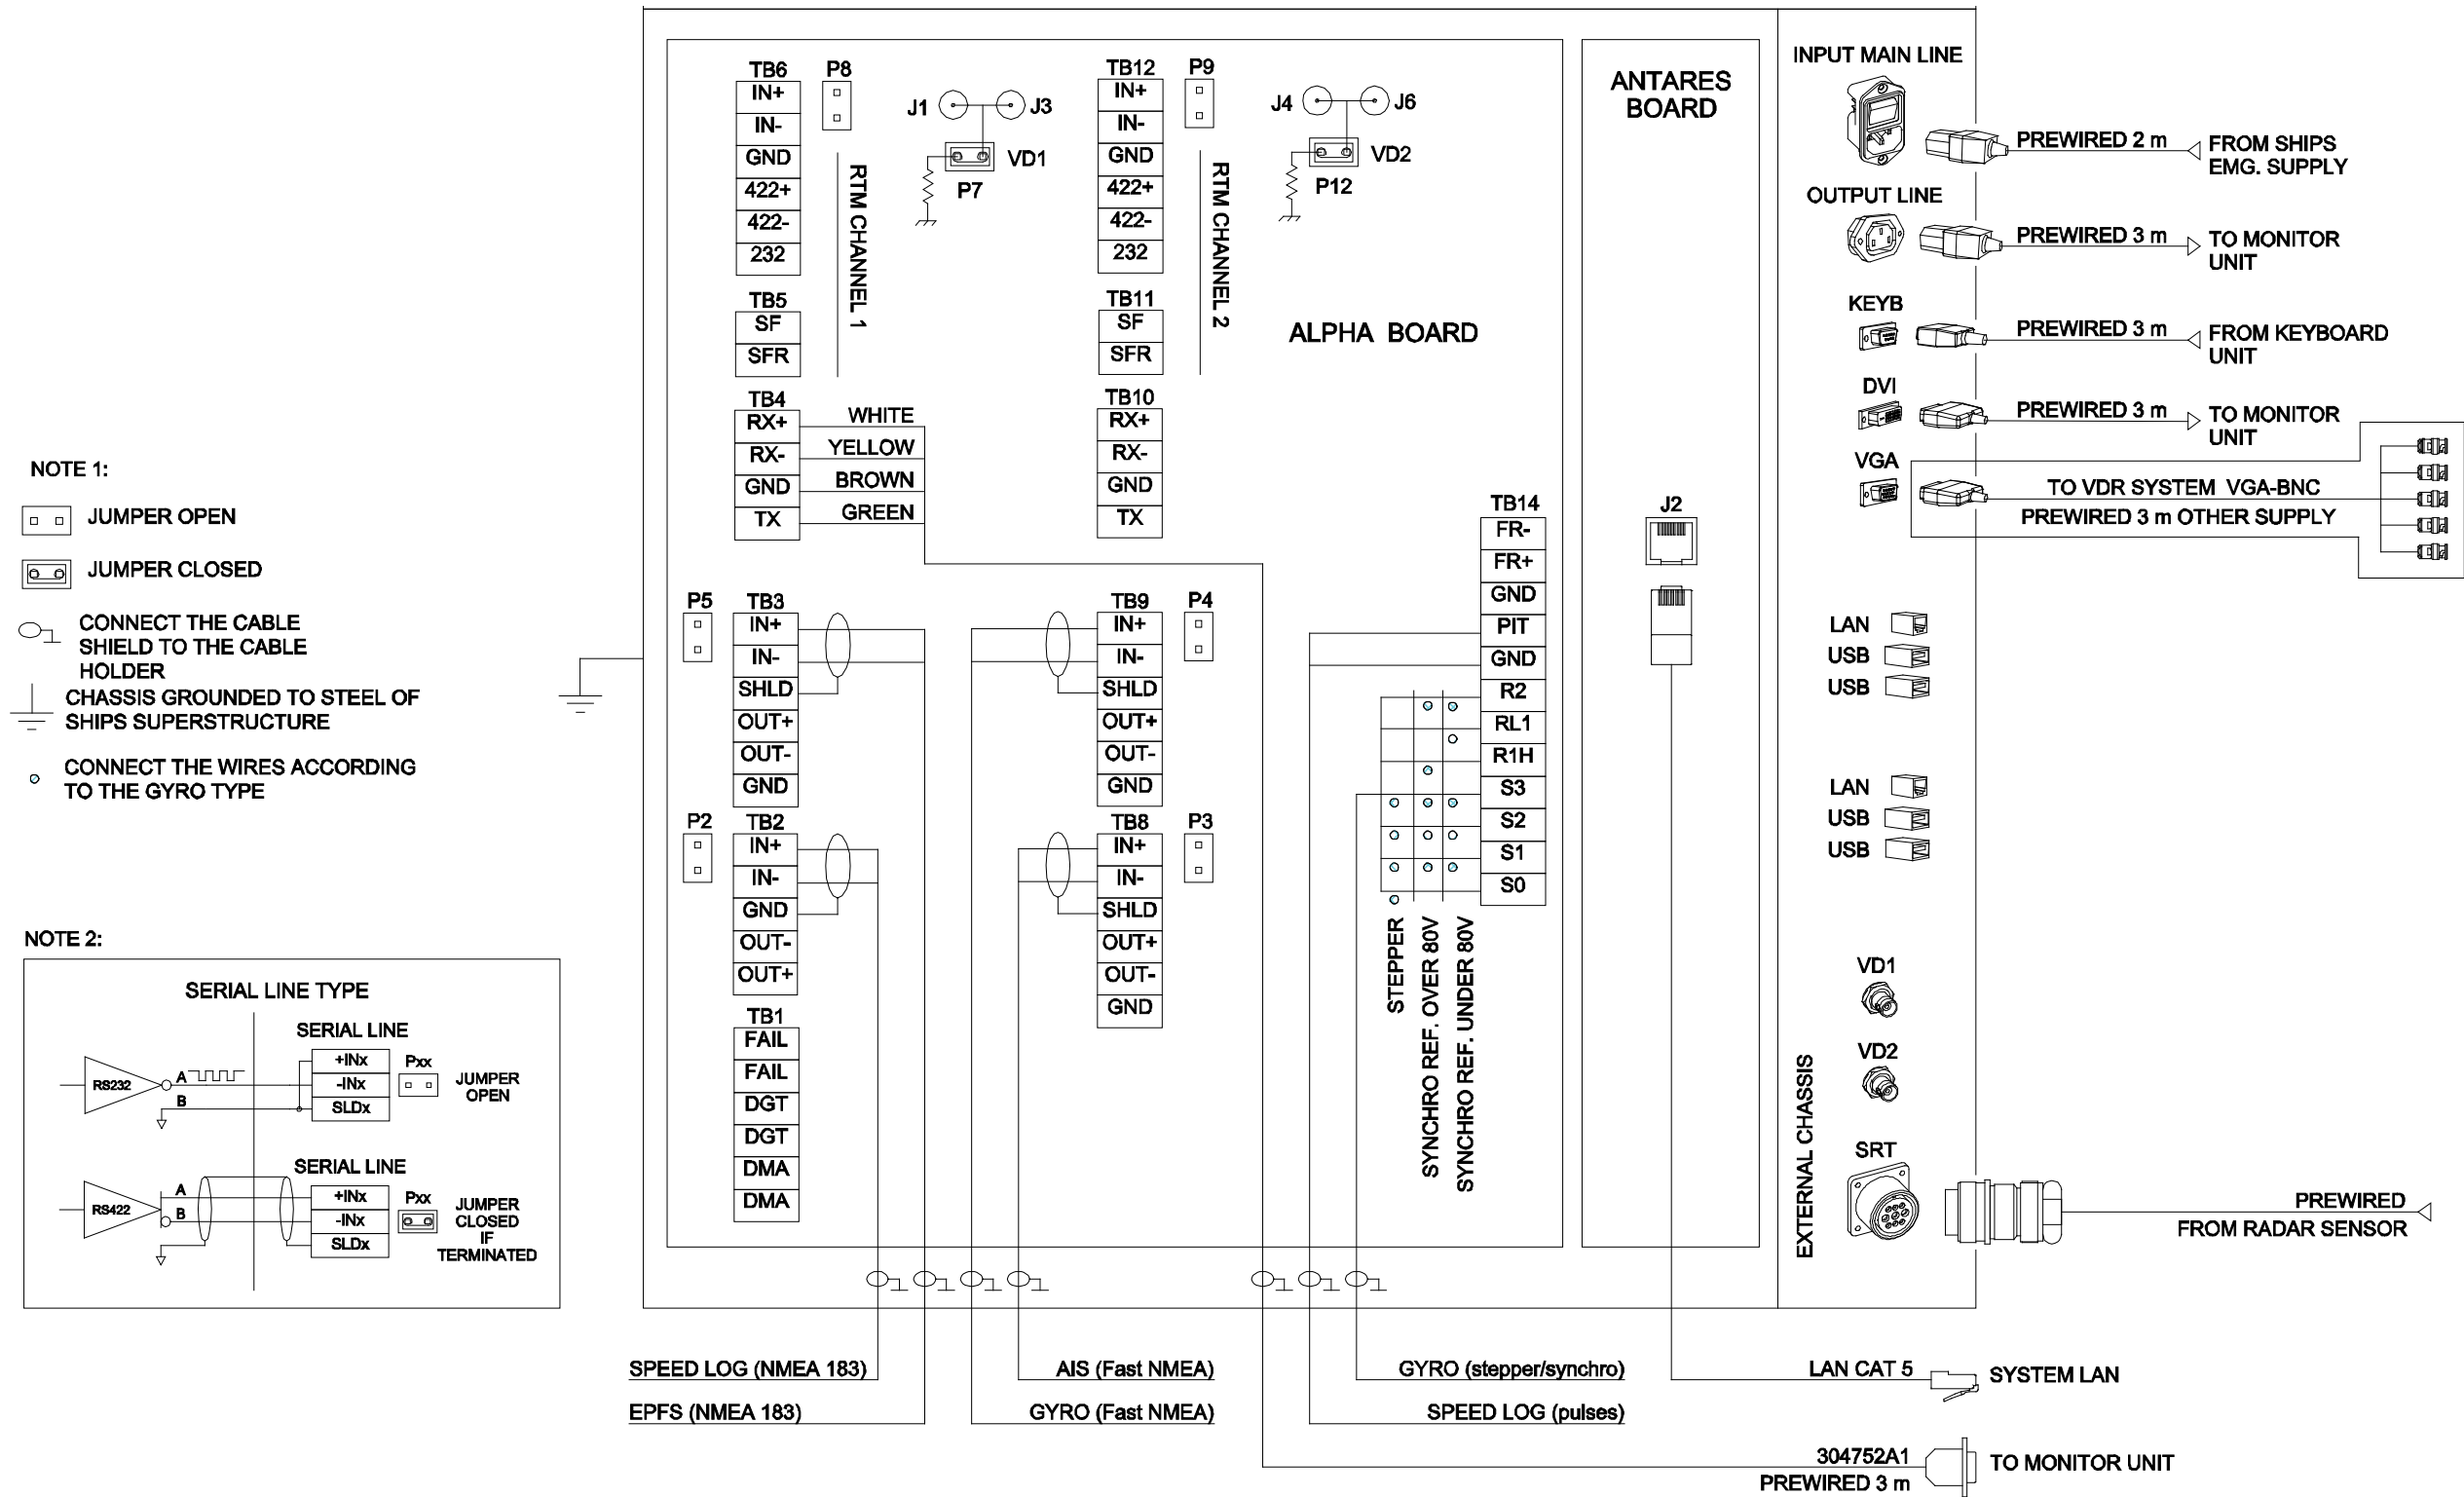 NOTE 1:
JUMPER OPEN
JUMPER CLOSED
CONNECT THE CABLE
SHIELD TO THE CABLE
HOLDER
CHASSIS GROUNDED TO STEEL OF
SHIPS SUPERSTRUCTURE
CONNECT THE WIRES ACCORDING
TO THE GYRO TYPE
NOTE 2:
SERIAL LINE TYPE
SERIAL LINE
RS232
A
B
+INx
-INx
SLDx
Pxx
JUMPER
OPEN
SERIAL LINE
RS422
A
B
+INx
-INx
SLDx
Pxx
JUMPER
CLOSED
IF
TERMINATED
TB6
IN+
IN-
GND
422+
422-
232
P8
RTM CHANNEL 1
J1
J3
VD1
P7
TB5
SF
SFR
TB4
RX+
RX-
GND
TX
WHITE
YELLOW
BROWN
GREEN
P5
TB3
IN+
IN-
SHLD
OUT+
OUT-
GND
P2
TB2
IN+
IN-
GND
OUT-
OUT+
TB1
FAIL
FAIL
DGT
DGT
DMA
DMA
TB12
IN+
IN-
GND
422+
422-
232
P9
RTM CHANNEL 2
J4
J6
VD2
P12
TB11
SF
SFR
ALPHA BOARD
TB10
RX+
RX-
GND
TX
TB9
IN+
IN-
SHLD
OUT+
OUT-
GND
P4
TB8
IN+
IN-
SHLD
OUT+
OUT-
GND
P3
TB14
FR-
FR+
GND
PIT
GND
R2
RL1
R1H
S3
S2
S1
S0
STEPPER
SYNCHRO REF. OVER 80V
SYNCHRO REF. UNDER 80V
ANTARES
BOARD
J2
INPUT MAIN LINE
PREWIRED 2 m
FROM SHIPS
EMG. SUPPLY
OUTPUT LINE
PREWIRED 3 m
TO MONITOR
UNIT
KEYB
PREWIRED 3 m
FROM KEYBOARD
UNIT
DVI
PREWIRED 3 m
TO MONITOR
UNIT
VGA
TO VDR SYSTEM VGA-BNC
PREWIRED 3 m OTHER SUPPLY
LAN
USB
USB
LAN
USB
USB
VD1
VD2
SRT
EXTERNAL CHASSIS
PREWIRED
FROM RADAR SENSOR
SPEED LOG (NMEA 183)
EPFS (NMEA 183)
AIS (Fast NMEA)
GYRO (Fast NMEA)
GYRO (stepper/synchro)
SPEED LOG (pulses)
LAN CAT 5
SYSTEM LAN
304752A1
PREWIRED 3 m
TO MONITOR UNIT